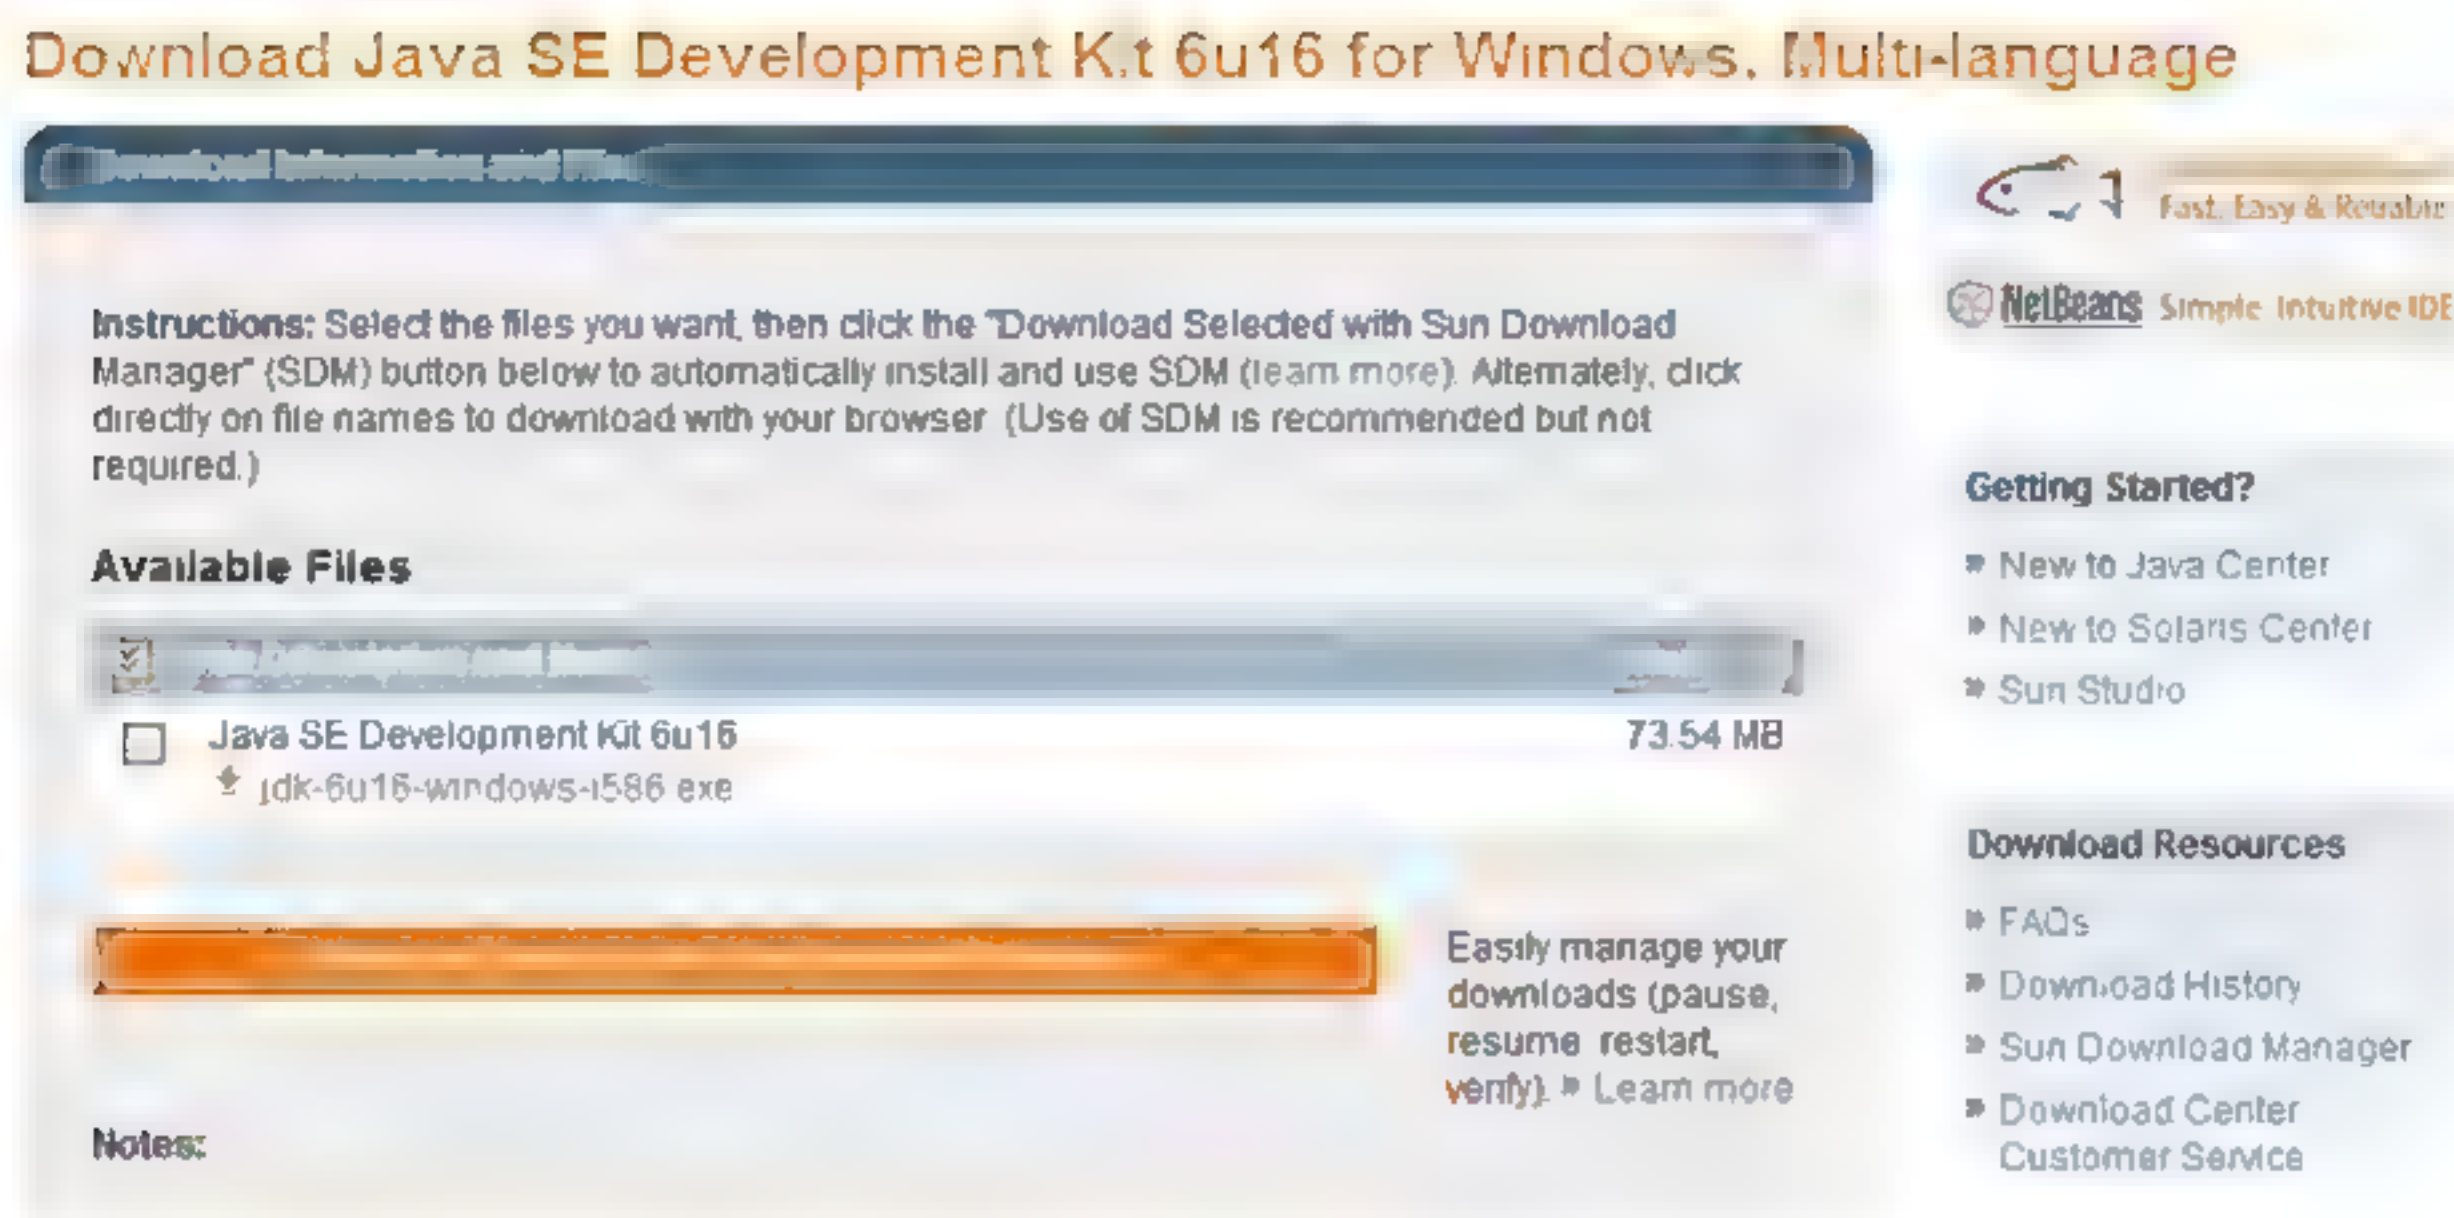 Download Java SE Development Kit 6u16 for Windows, Multi-language
Fast, Easy & Reliable
NetBeans Simple Intuitive IDE
Instructions: Select the files you want, then click the "Download Selected with Sun Download
Manager" (SDM) button below to automatically install and use SDM (learn more). Alternately, click
directly on file names to download with your browser. (Use of SDM is recommended but not
required.)
Available Files
Java SE Development Kit 6u16 73.54 MB
jdk-6u16-windows-i586.exe
Easily manage your
downloads (pause,
resume, restart,
verify). » Learn more
Notes:
Getting Started?
» New to Java Center
» New to Solaris Center
» Sun Studio
Download Resources
» FAQs
» Download History
» Sun Download Manager
» Download Center
Customer Service